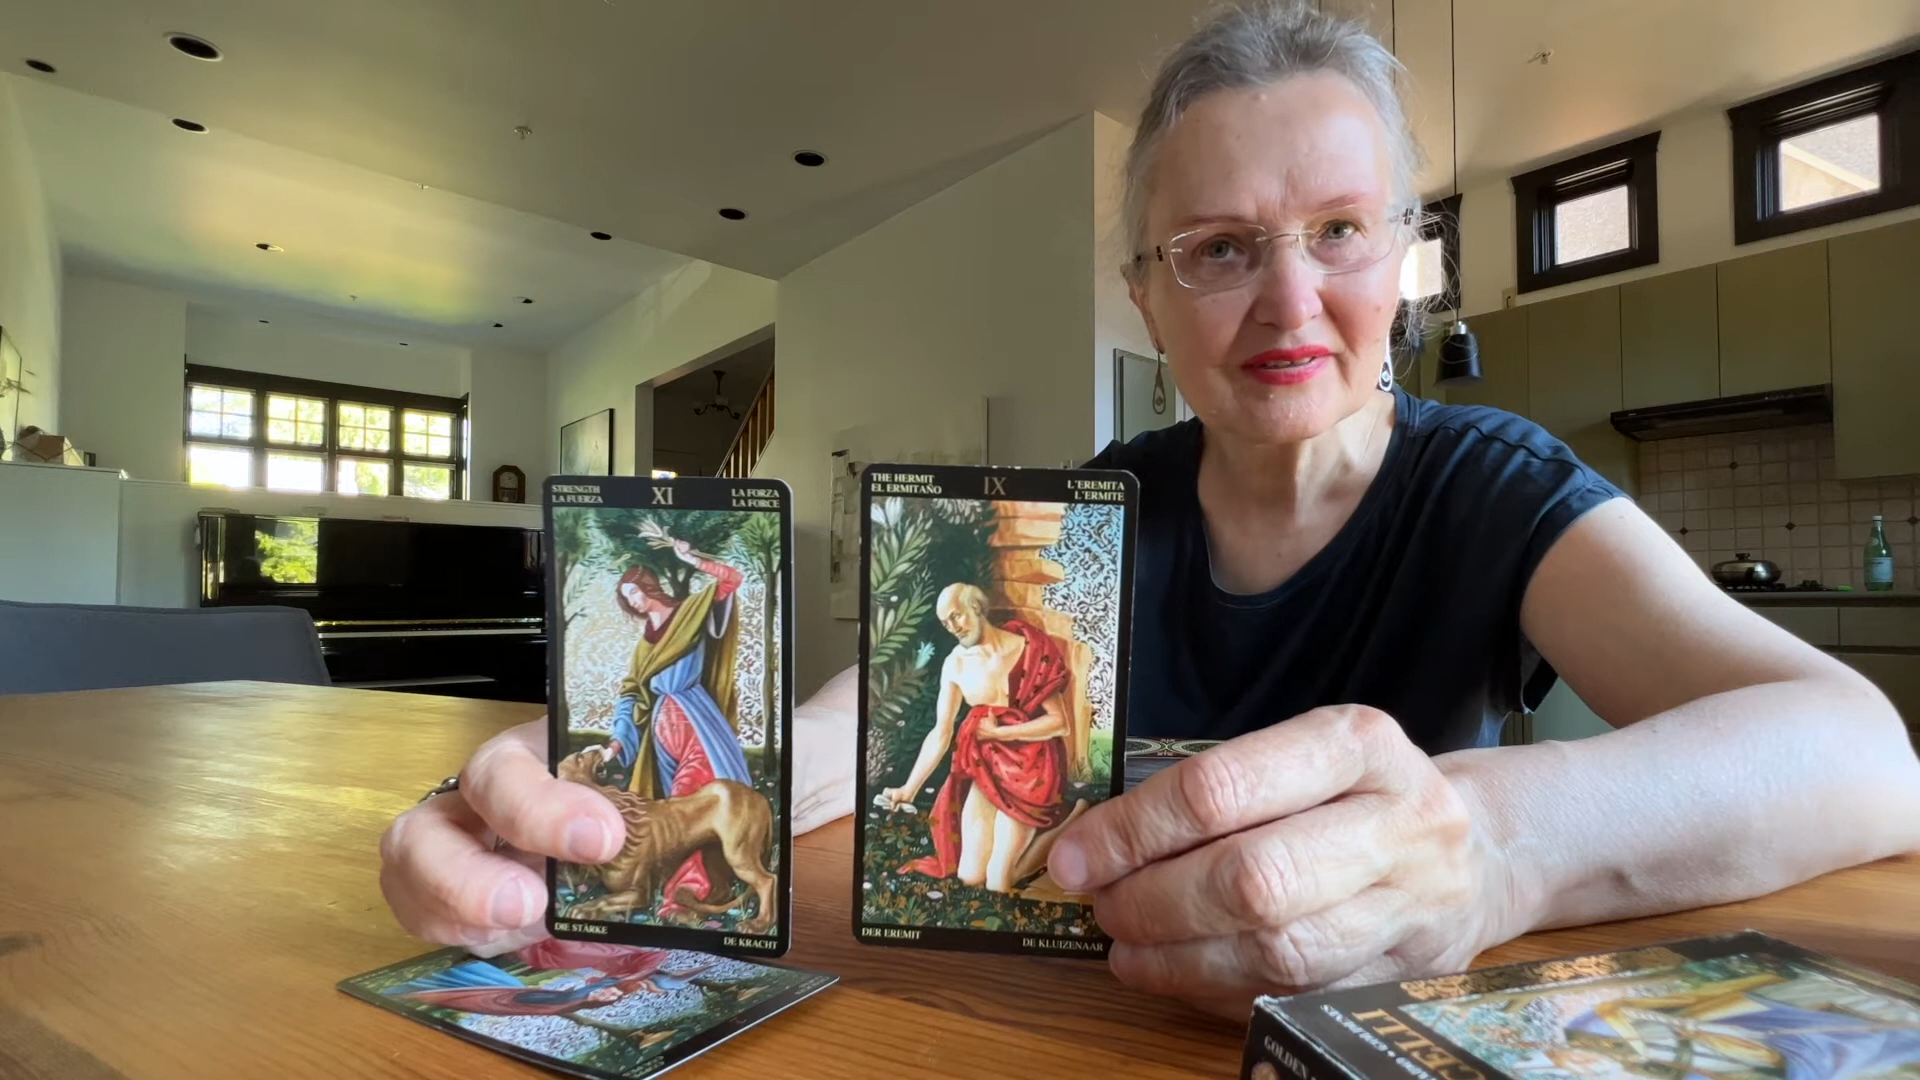 STRENGTH
LA FUERZA
XI
LA FORZA
LA FORCE
DIE STÄRKE
DE KRACHT
THE HERMIT
EL ERMITAÑO
IX
L'EREMITA
L'ERMITE
DER EREMIT
DE KLUIZENAAR
GOLDEN